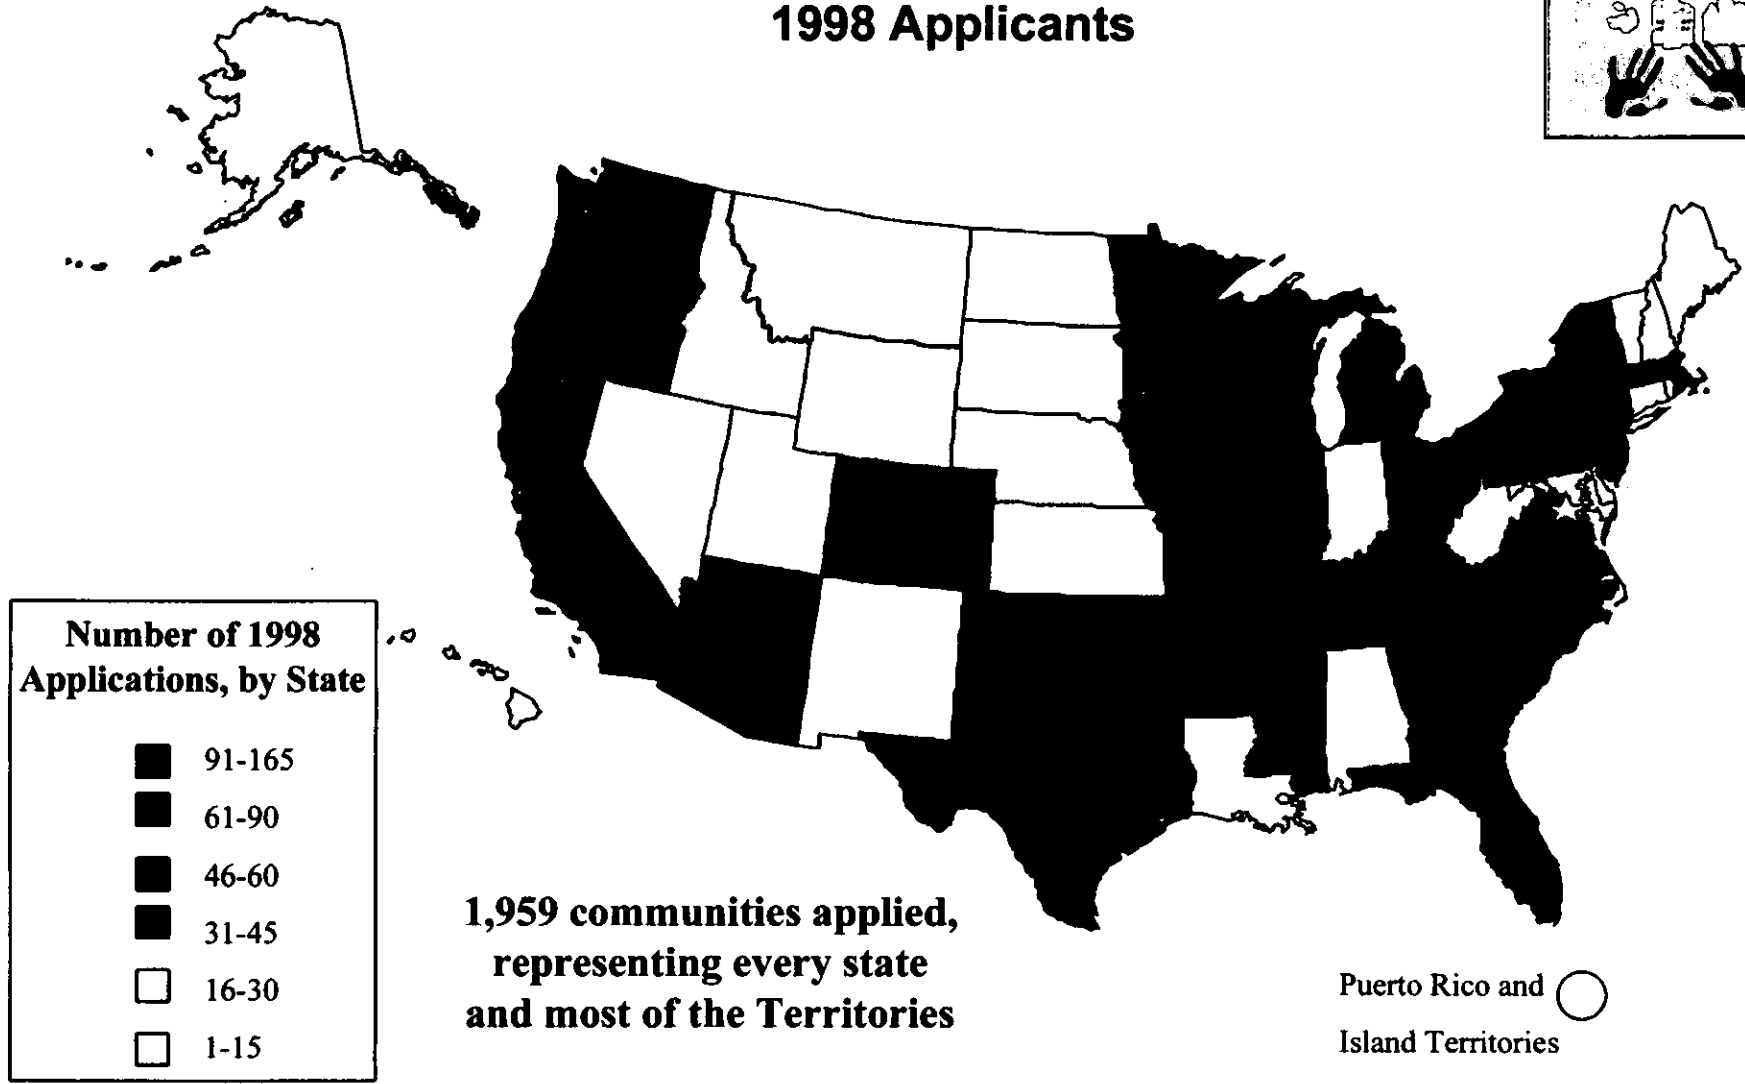 1998 Applicants
Number of 1998
Applications, by State
91-165
61-90
46-60
31-45
16-30
1-15
1,959 communities applied,
representing every state
and most of the Territories
Puerto Rico and
Island Territories